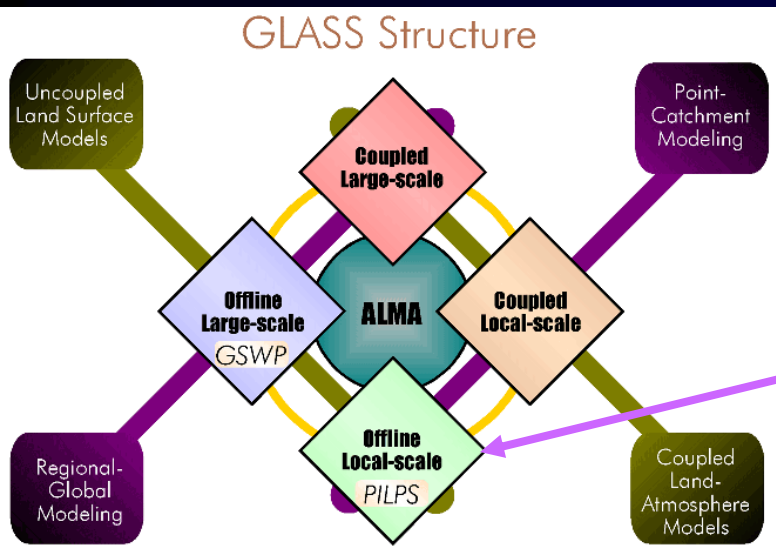 GLASS Structure
Uncoupled
Land Surface
Models
Point-
Catchment
Modeling
Coupled
Large-scale
Offline
Large-scale
GSWP
ALMA
Coupled
Local-scale
Offline
Local-scale
PILPS
Regional-
Global
Modeling
Coupled
Land-
Atmosphere
Models